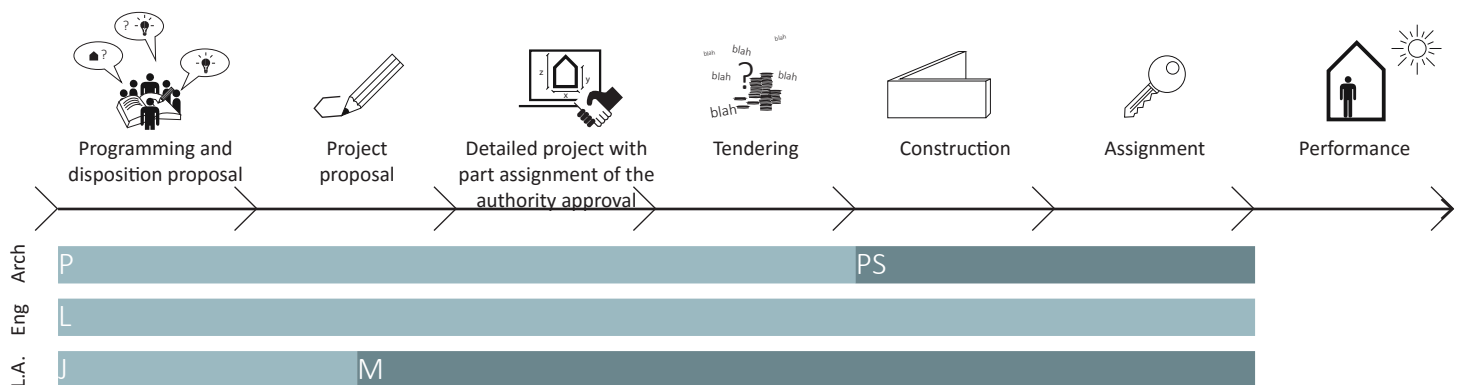 ? 
?
blah
blah
blah
blah
?
blah
blah
z
y
x
Programming and
disposition proposal
Project
proposal
Detailed project with
part assignment of the
authority approval
Tendering
Construction
Assignment
Performance
Arch
P
PS
Eng
L
L.A.
J
M